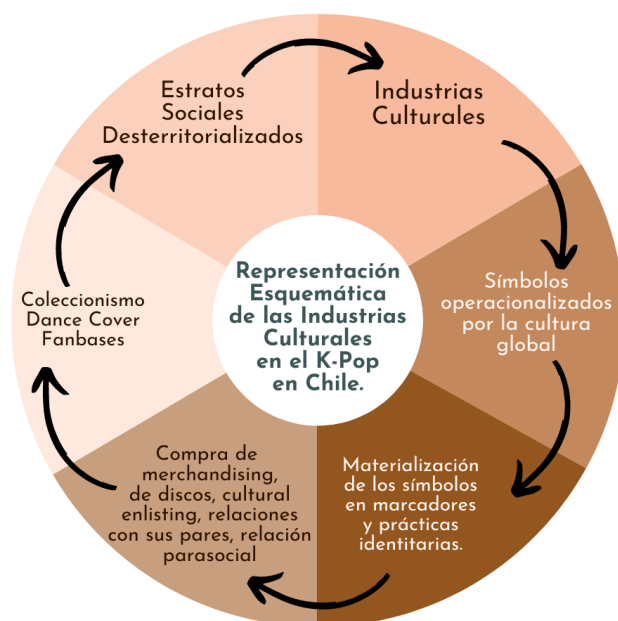 Estratos
Sociales
Desterritorializados
Industrias
Culturales
Símbolos
operacionalizados
por la cultura
global
Materialización
de los símbolos
en marcadores
y prácticas
identitarias.
Compra de
merchandising,
de discos, cultural
enlisting, relaciones
con sus pares, relación
parasocial
Coleccionismo
Dance Cover
Fanbases
Representación
Esquemática
de las Industrias
Culturales
en el K-Pop
en Chile.